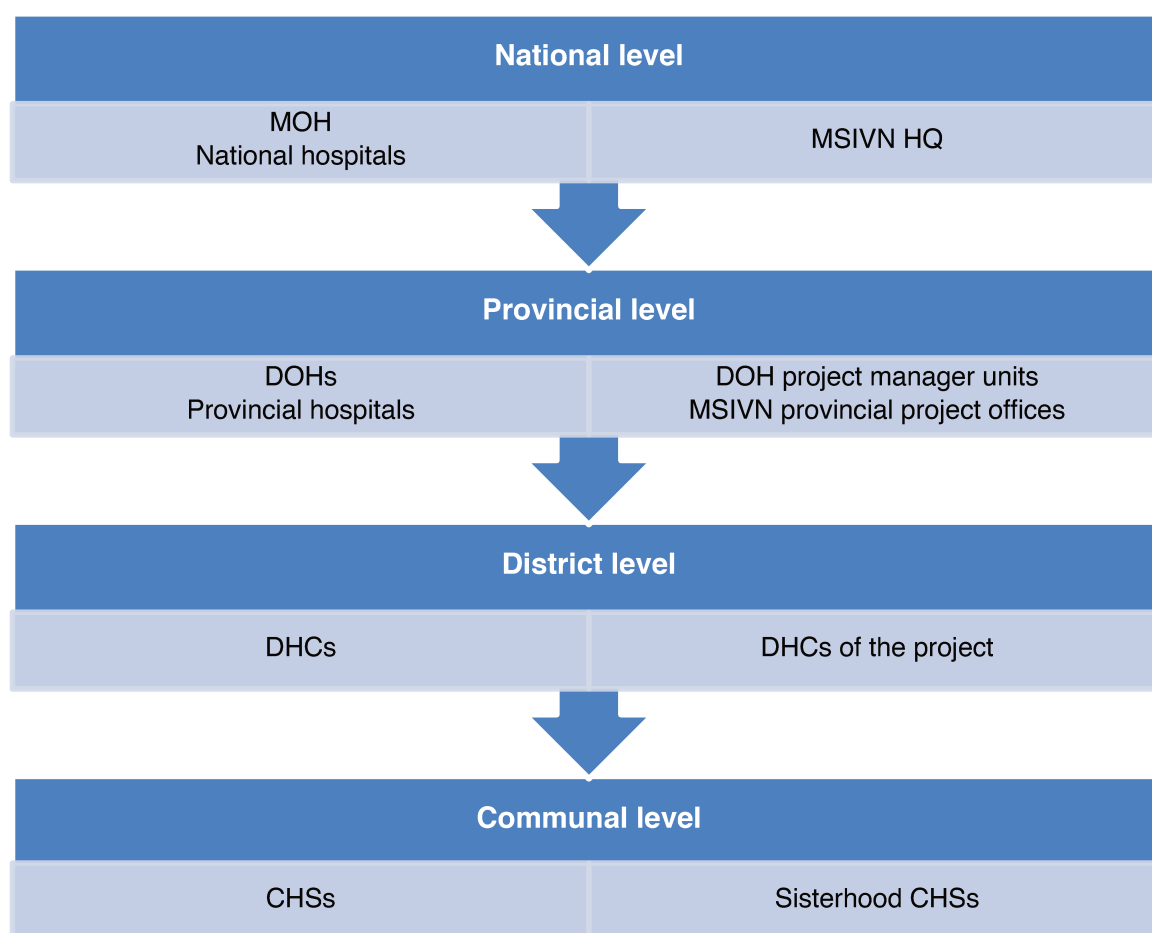 National level
MOH
National hospitals
MSIVN HQ
Provincial level
DOHs
Provincial hospitals
DOH project manager units
MSIVN provincial project offices
District level
DHCs
DHCs of the project
Communal level
CHSs
Sisterhood CHSs